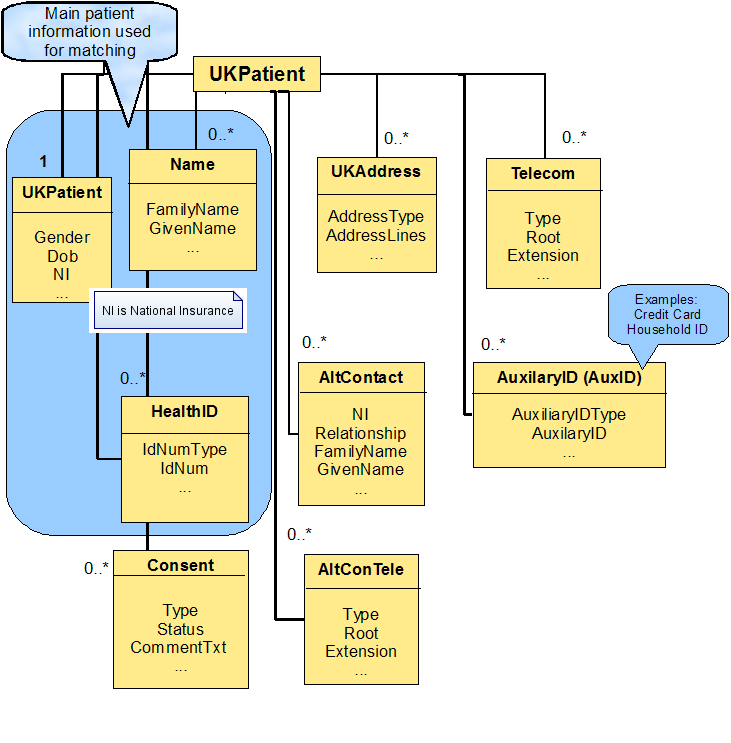 Main patient
information used
for matching
UKPatient
1
UKPatient
Gender
Dob
NI
...
0..*
Name
FamilyName
GivenName
...
0..*
UKAddress
AddressType
AddressLines
...
0..*
Telecom
Type
Root
Extension
...
NI is National Insurance
Examples:
Credit Card
Household ID
0..*
HealthID
IdNumType
IdNum
...
0..*
AltContact
NI
Relationship
FamilyName
GivenName
...
0..*
AuxilaryID (AuxID)
AuxiliaryIDType
AuxilaryID
...
0..*
Consent
Type
Status
CommentTxt
...
0..*
AltConTele
Type
Root
Extension
...